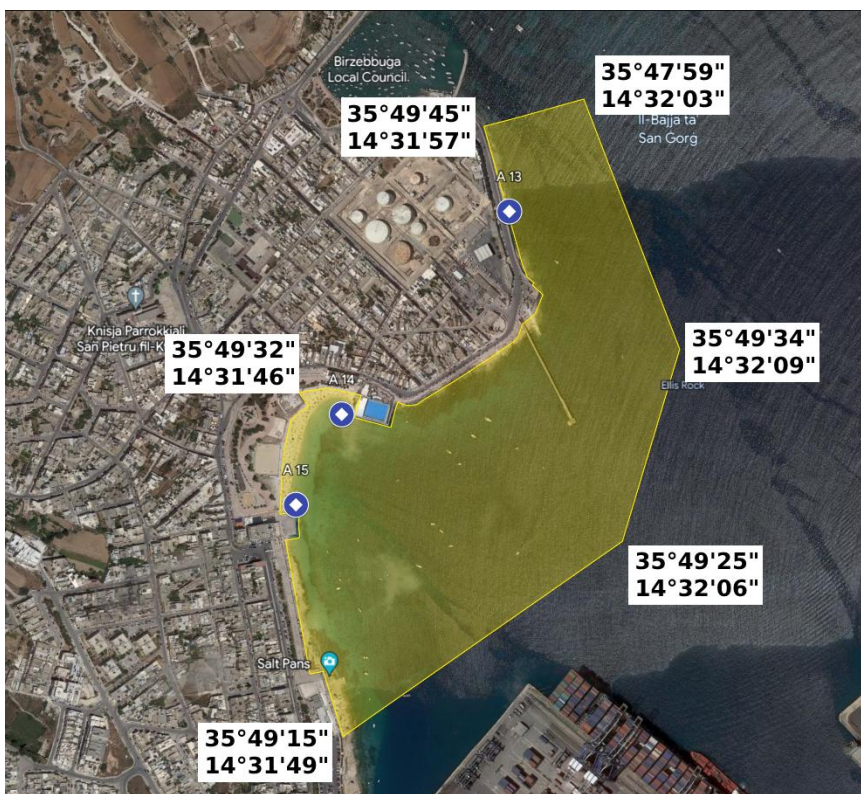 Birzebbuga
Local Council
35°47'59"
14°32'03"
35°49'45"
14°31'57"
Il-Bajja ta'
San Ġorġ
A 13
Knisja Parrokkjali
San Pietru fil-K
35°49'32"
14°31'46"
A 14
35°49'34"
14°32'09"
Ellis Rock
A 15
35°49'25"
14°32'06"
Salt Pans
35°49'15"
14°31'49"